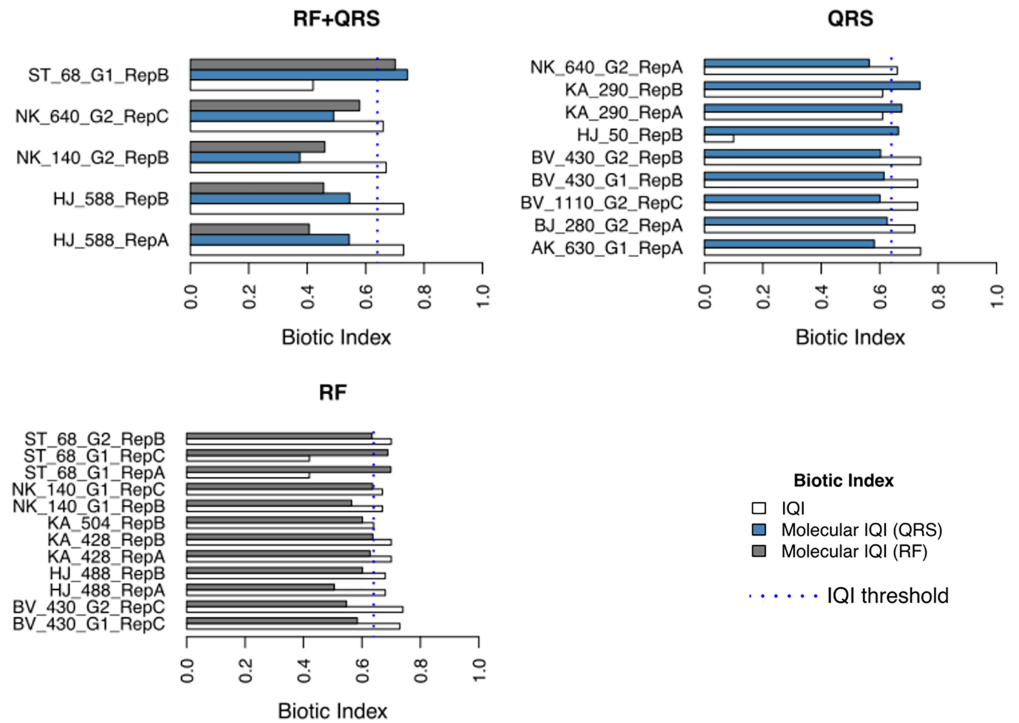 RF+QRS
ST_68_G1_RepB
NK_640_G2_RepC
NK_140_G2_RepB
HJ_588_RepB
HJ_588_RepA
0.0 0.2 0.4 0.6 0.8 1.0
Biotic Index
QRS
NK_640_G2_RepA
KA_290_RepB
KA_290_RepA
HJ_50_RepB
BV_430_G2_RepB
BV_430_G1_RepB
BV_1110_G2_RepC
BJ_280_G2_RepA
AK_630_G1_RepA
0.0 0.2 0.4 0.6 0.8 1.0
Biotic Index
RF
ST_68_G2_RepB
ST_68_G1_RepC
ST_68_G1_RepA
NK_140_G1_RepC
NK_140_G1_RepB
KA_504_RepB
KA_428_RepB
KA_428_RepA
HJ_488_RepB
HJ_488_RepA
BV_430_G2_RepC
BV_430_G1_RepC
0.0 0.2 0.4 0.6 0.8 1.0
Biotic Index
Biotic Index
IQI
Molecular IQI (QRS)
Molecular IQI (RF)
IQI threshold